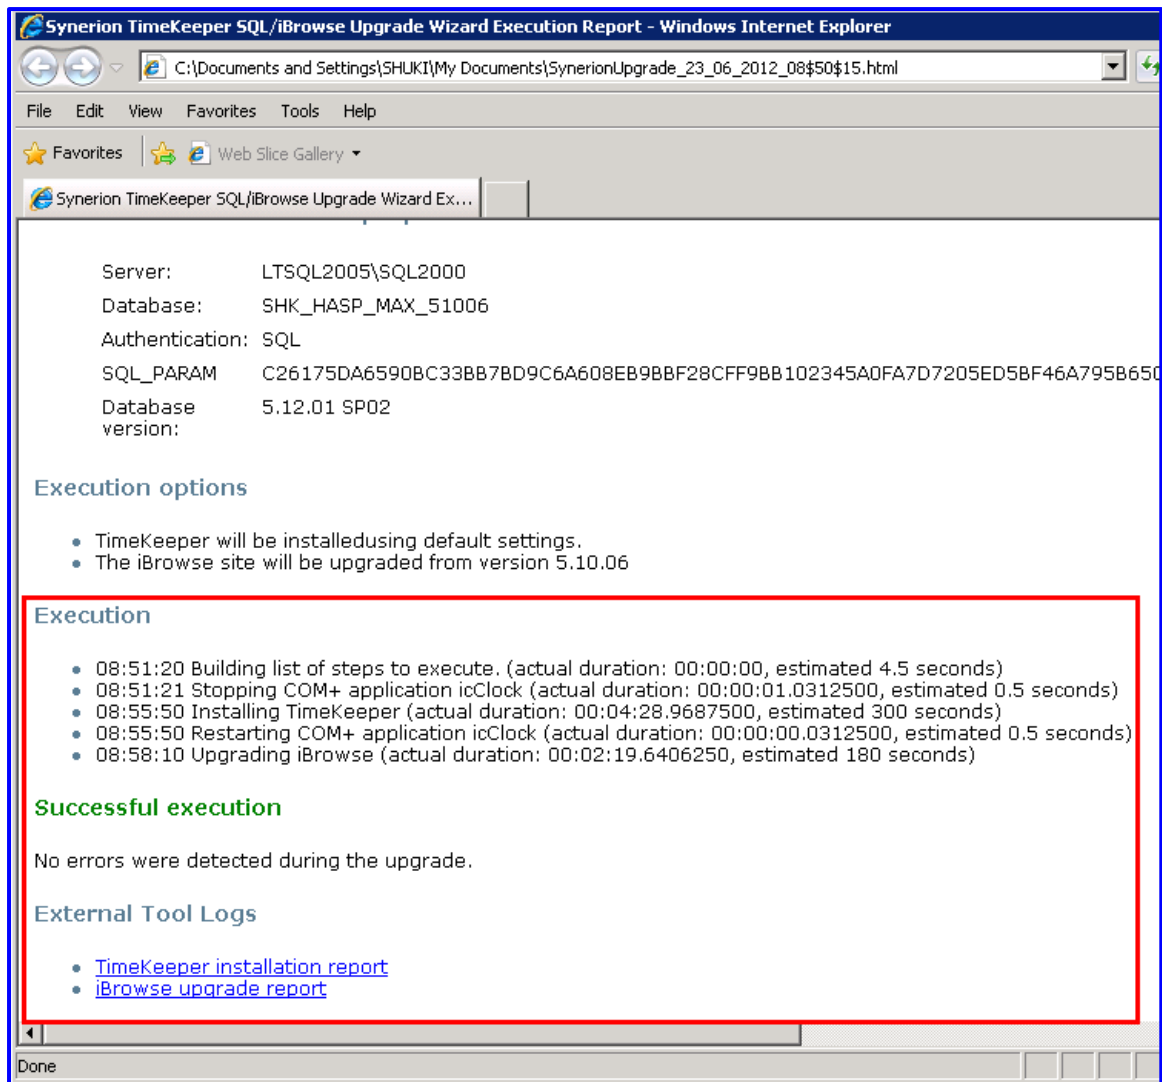 Synerion TimeKeeper SQL/iBrowse Upgrade Wizard Execution Report - Windows Internet Explorer
C:\Documents and Settings\SHUKI\My Documents\SynerionUpgrade_23_06_2012_08$50$15.html
File Edit View Favorites Tools Help
Favorites Web Slice Gallery
Synerion TimeKeeper SQL/iBrowse Upgrade Wizard Ex...
Server: LTSQL2005\SQL2000
Database: SHK_HASP_MAX_51006
Authentication: SQL
SQL_PARAM C26175DA6590BC33BB7BD9C6A608EB9BBF28CFF9BB102345A0FA7D7205ED5BF46A795B650
Database 5.12.01 SP02
version:
Execution options
• TimeKeeper will be installedusing default settings.
• The iBrowse site will be upgraded from version 5.10.06
Execution
• 08:51:20 Building list of steps to execute. (actual duration: 00:00:00, estimated 4.5 seconds)
• 08:51:21 Stopping COM+ application icClock (actual duration: 00:00:01.0312500, estimated 0.5 seconds)
• 08:55:50 Installing TimeKeeper (actual duration: 00:04:28.9687500, estimated 300 seconds)
• 08:55:50 Restarting COM+ application icClock (actual duration: 00:00:00.0312500, estimated 0.5 seconds)
• 08:58:10 Upgrading iBrowse (actual duration: 00:02:19.6406250, estimated 180 seconds)
Successful execution
No errors were detected during the upgrade.
External Tool Logs
• TimeKeeper installation report
• iBrowse upgrade report
Done